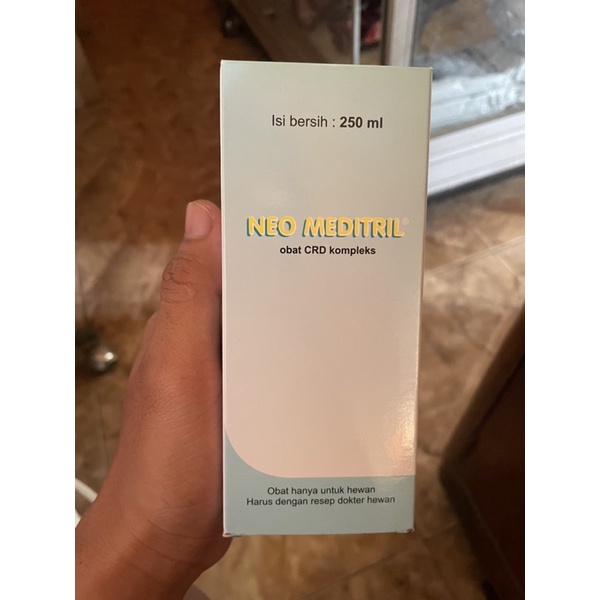 Isi bersih : 250 ml
NEO MEDITRIL®
obat CRD kompleks
Obat hanya untuk hewan
Harus dengan resep dokter hewan